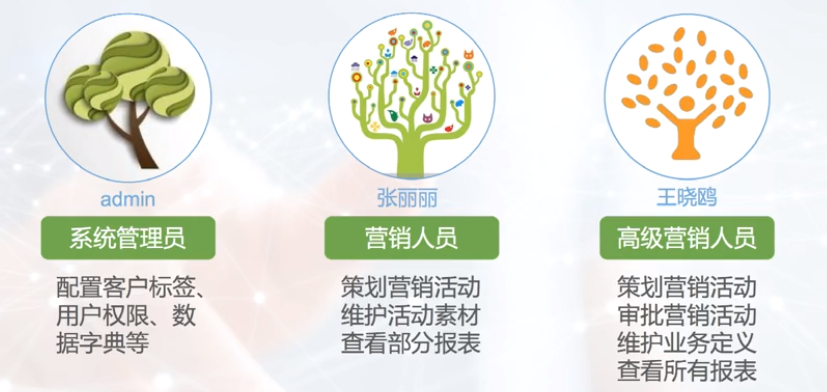 admin
系统管理员
配置客户标签、
用户权限、数
据字典等
张丽丽
营销人员
策划营销活动
维护活动素材
查看部分报表
王晓鸥
高级营销人员
策划营销活动
审批营销活动
维护业务定义
查看所有报表